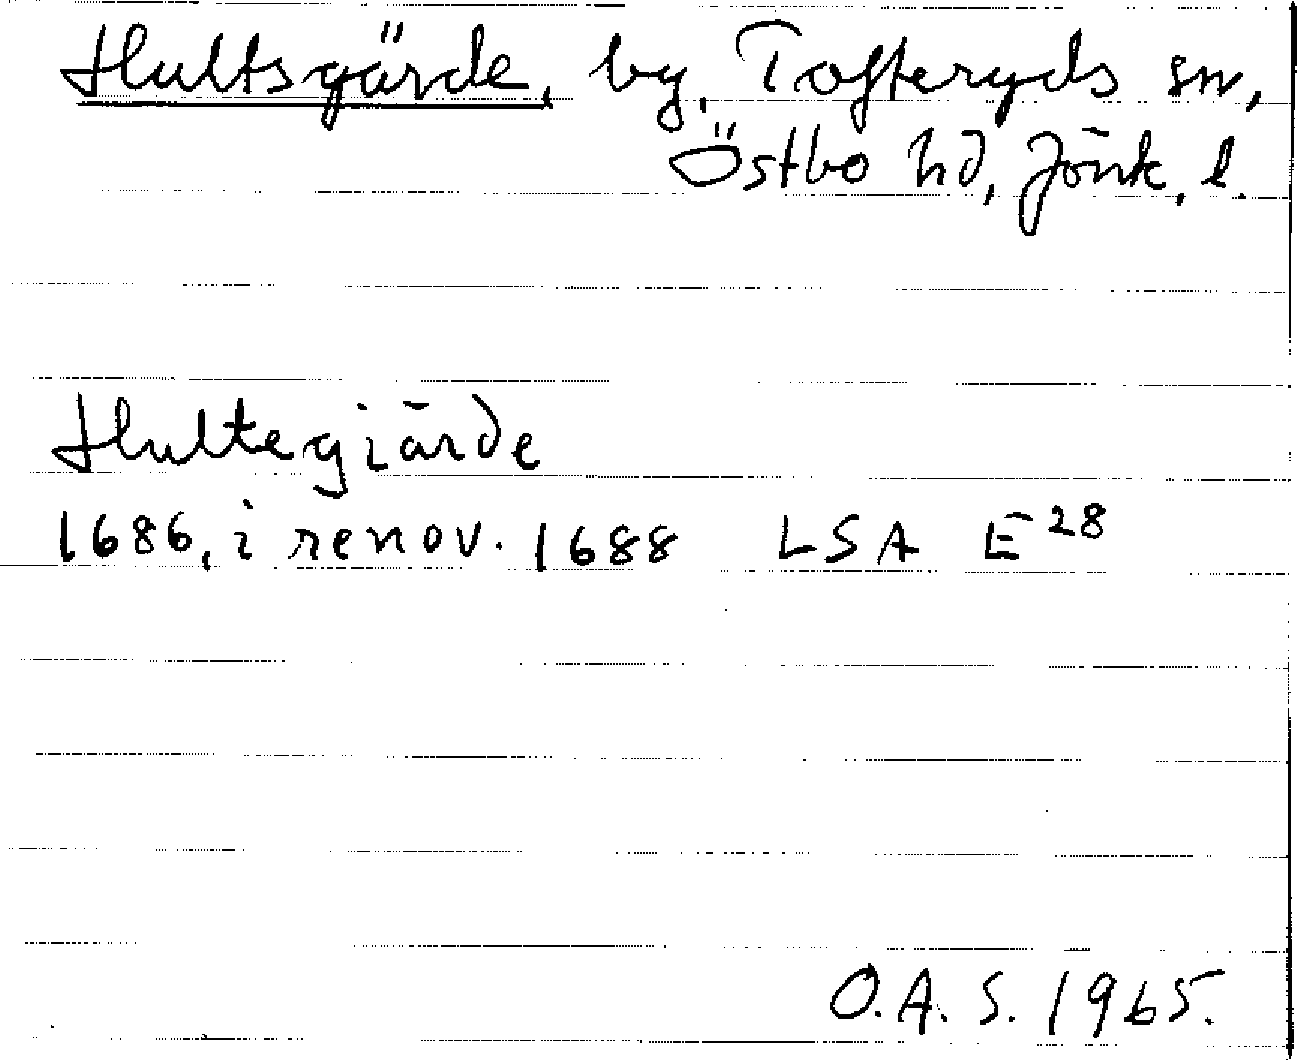 Hultsgärde, by, Tofteryds sn,
Östbo hd, Jönk. l.
Hultegiärde
1686, i renov. 1688 LSA E28
O.A.S. 1965.